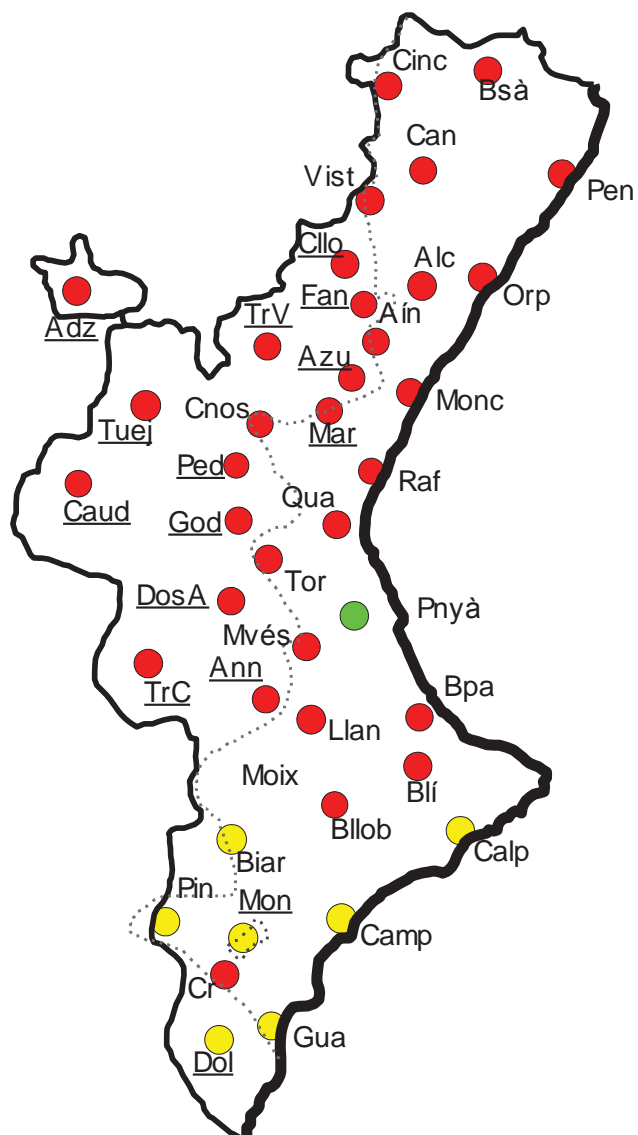 Cinc
Bsà
Can
Vist
Pen
Cllo
Alc
Orp
Fan
Adz
TrV
Aín
Azu
Monc
Cnos
Mar
Tuej
Ped
Raf
Caud
Qua
God
Tor
DosA
Pnyà
Mvés
Ann
TrC
Bpa
Llan
Moix
Blí
Bllob
Calp
Biar
Pin
Mon
Camp
Cr
Gua
Dol